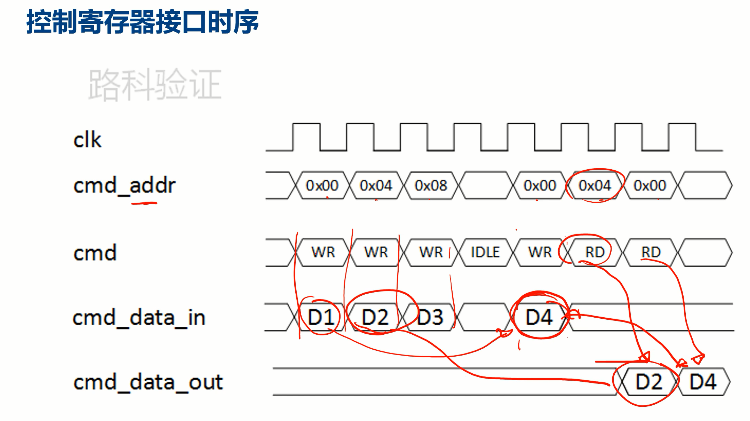 控制寄存器接口时序
路科验证
clk
cmd_addr 0x00 0x04 0x08 0x00 0x04 0x00
cmd WR WR WR IDLE WR RD RD
cmd_data_in D1 D2 D3 D4
cmd_data_out D2 D4